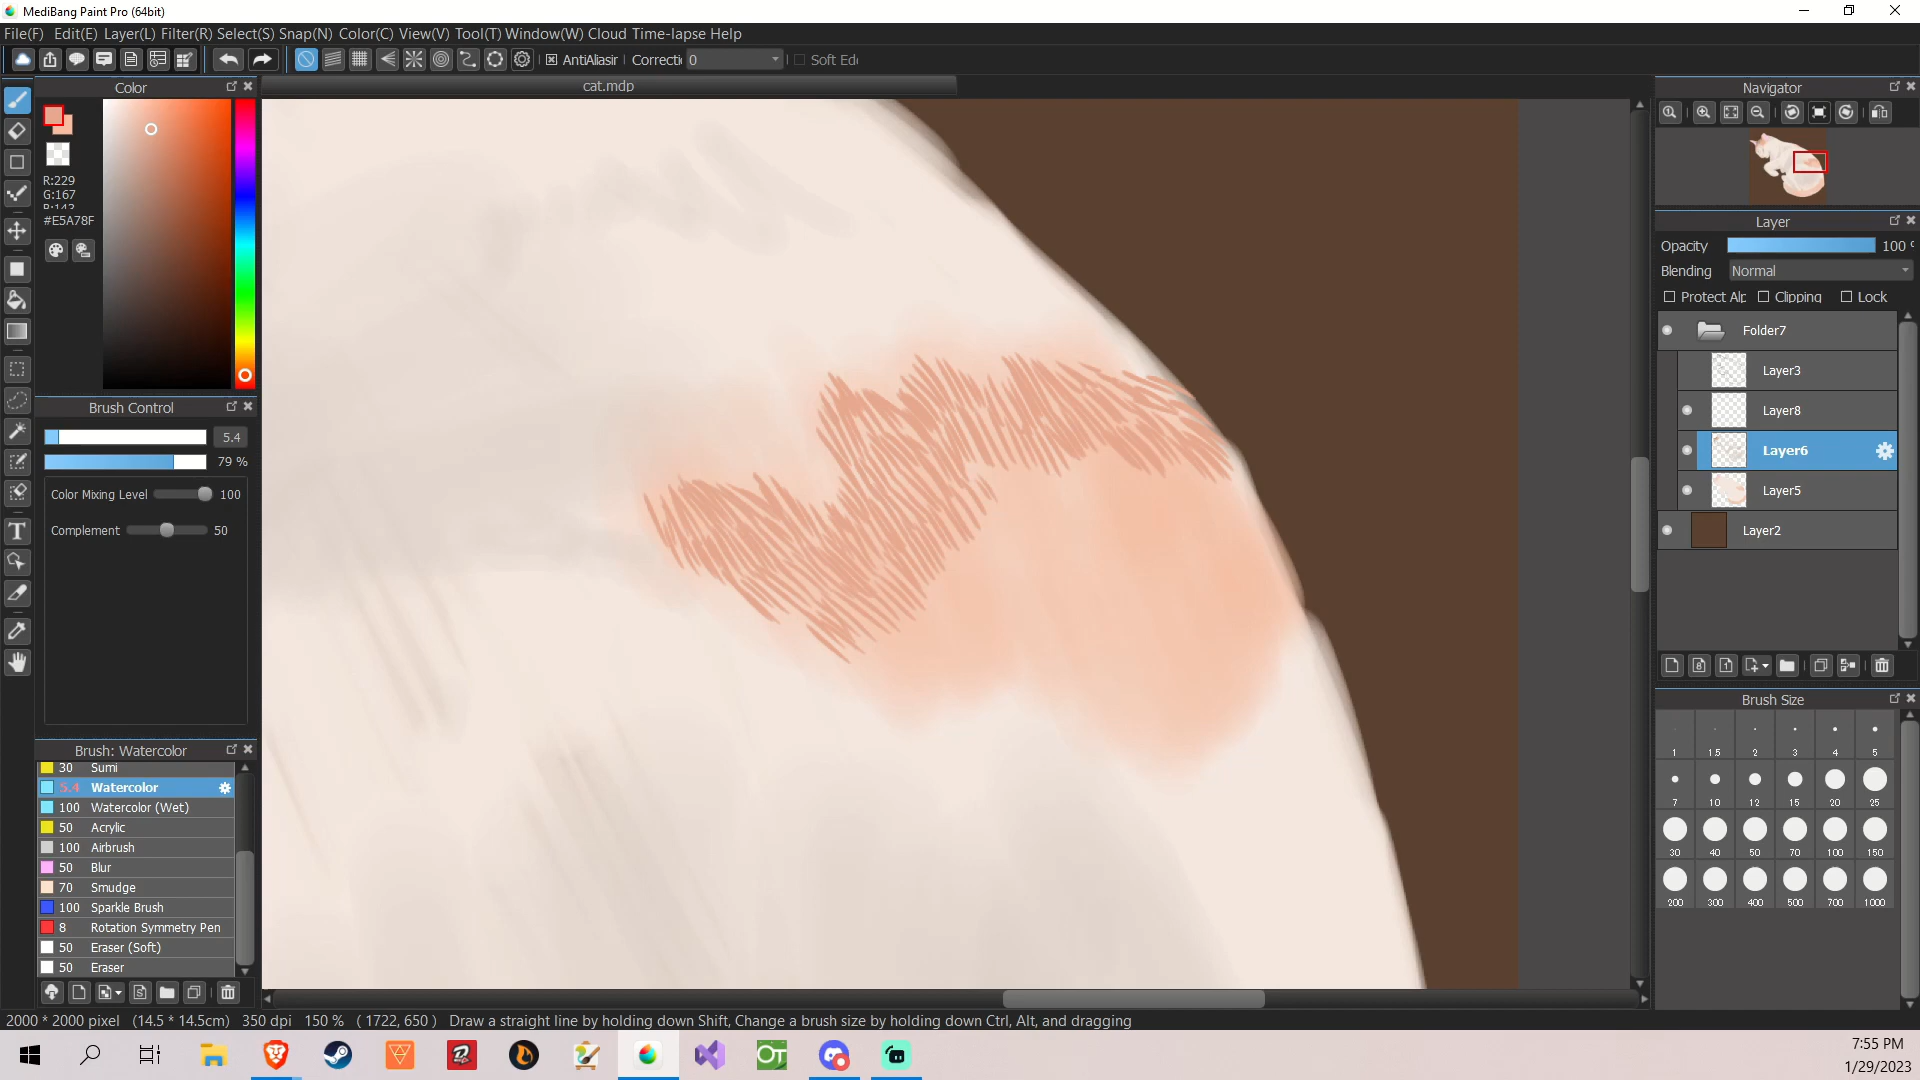 MediBang Paint Pro (64bit)
File(F) Edit(E) Layer(L) Filter(R) Select(S) Snap(N) Color(C) View(V) Tool(T) Window(W) Cloud Time-lapse Help
AntiAliasir Correcti 0 Soft Ed
Color
cat.mdp
Navigator
R:229
G:167
B:143
#E5A78F
Layer
Opacity 100
Blending Normal
Protect Alp Clipping Lock
Folder7
Layer3
Layer8
Layer6
Layer5
Layer2
Brush Control
5.4
79 %
Color Mixing Level 100
Complement 50
Brush Size
1 1.5 2 3 4 5
7 10 12 15 20 25
30 40 50 70 100 150
200 300 400 500 700 1000
Brush: Watercolor
30 Sumi
5.4 Watercolor
100 Watercolor (Wet)
50 Acrylic
100 Airbrush
50 Blur
70 Smudge
100 Sparkle Brush
8 Rotation Symmetry Pen
50 Eraser (Soft)
50 Eraser
2000 * 2000 pixel (14.5 * 14.5cm) 350 dpi 150 % ( 1722, 650 ) Draw a straight line by holding down Shift, Change a brush size by holding down Ctrl, Alt, and dragging
7:55 PM
1/29/2023